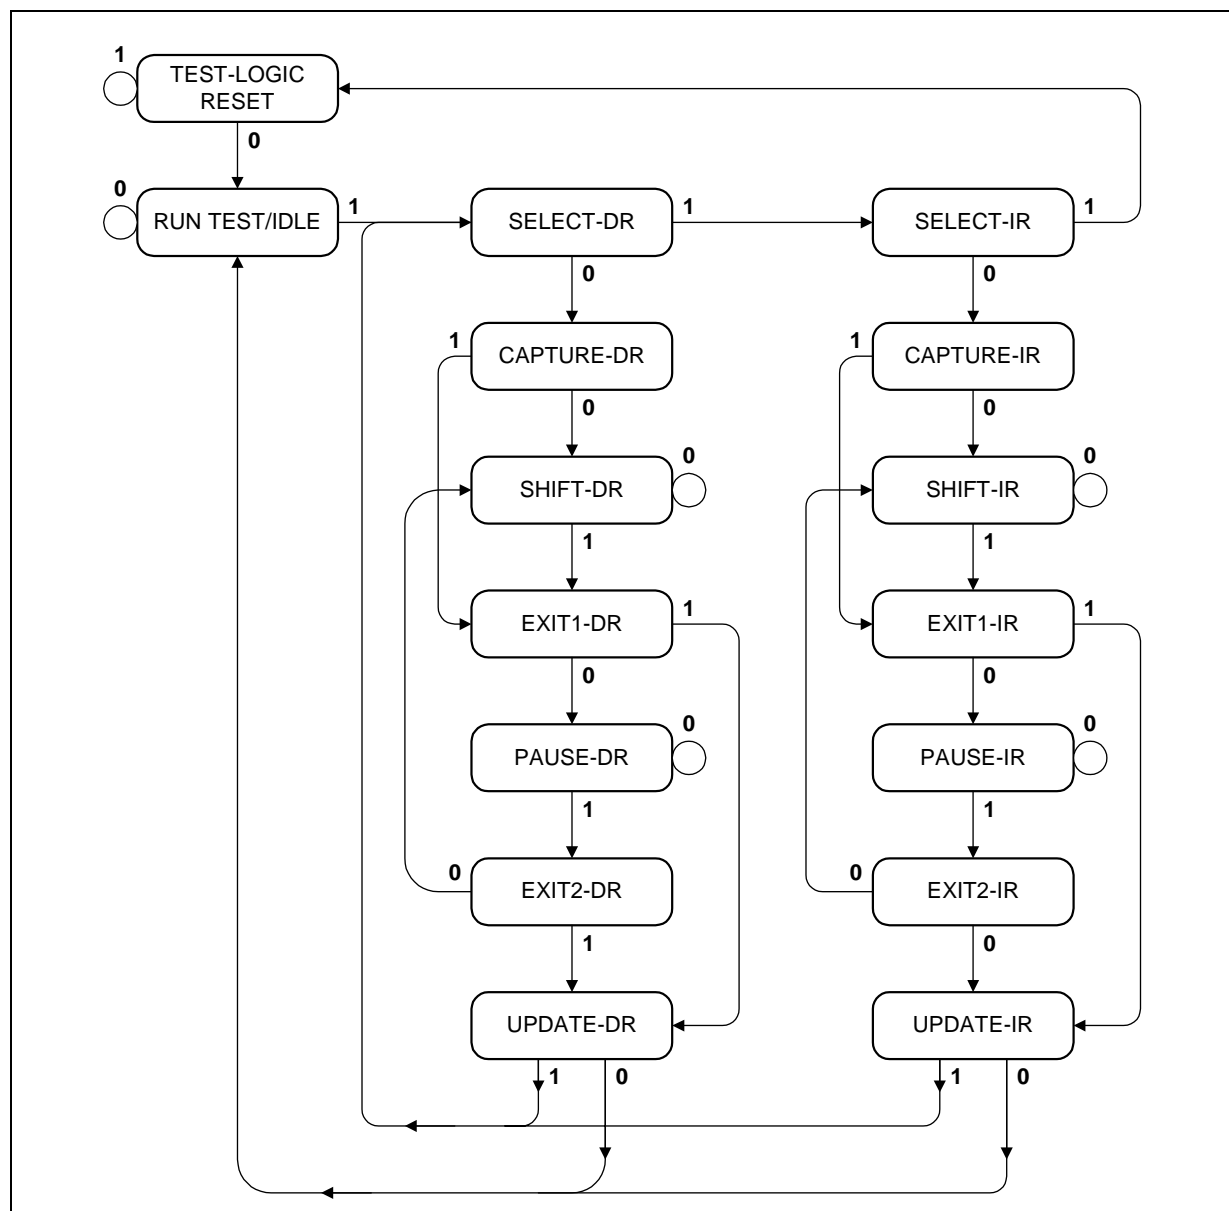 1
TEST-LOGIC
RESET
0
0
RUN TEST/IDLE
1
SELECT-DR
1
SELECT-IR
1
0
0
1
CAPTURE-DR
1
CAPTURE-IR
0
0
0
SHIFT-DR
0
SHIFT-IR
1
1
EXIT1-DR
1
EXIT1-IR
1
0
0
0
PAUSE-DR
0
PAUSE-IR
1
1
0
EXIT2-DR
0
EXIT2-IR
1
0
UPDATE-DR
UPDATE-IR
1
0
1
0